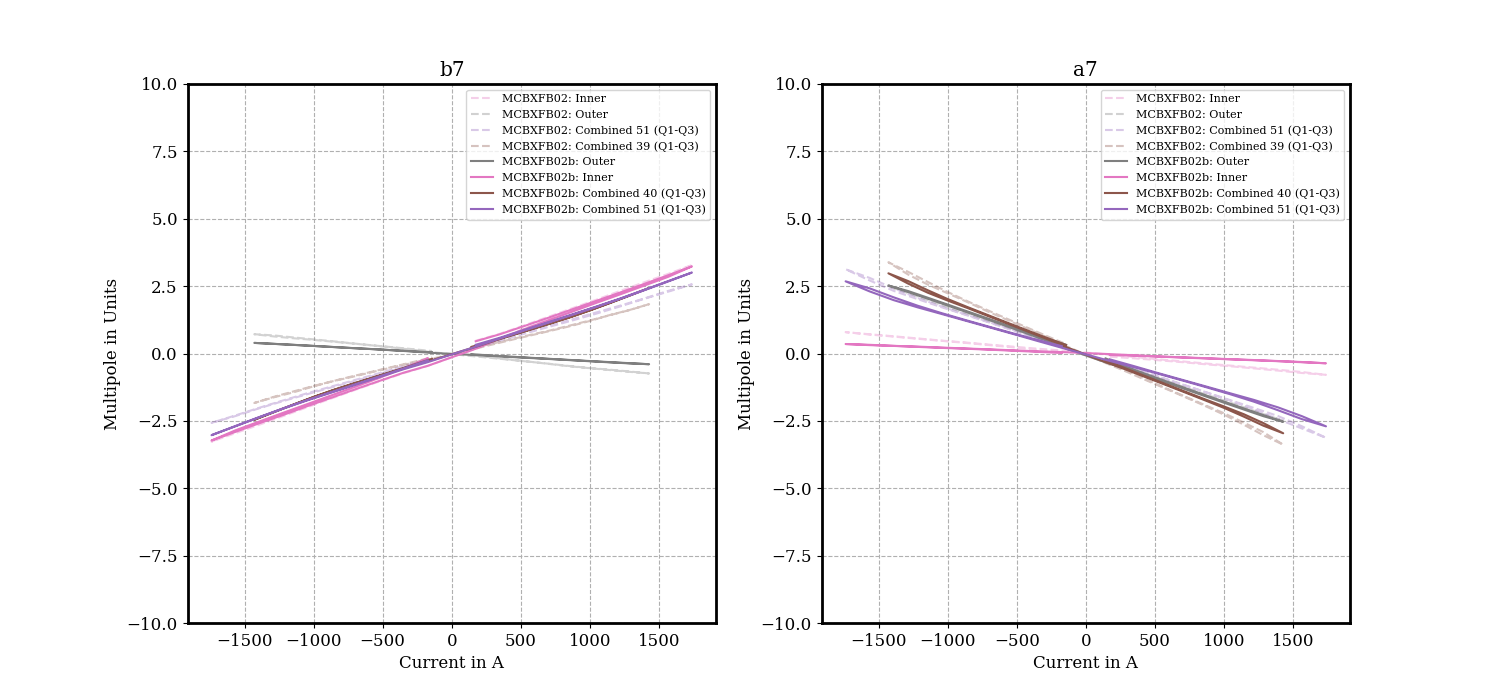 b7
10.0
7.5
5.0
2.5
0.0
−2.5
−5.0
−7.5
−10.0
Multipole in Units
MCBXFB02: Inner
MCBXFB02: Outer
MCBXFB02: Combined 51 (Q1-Q3)
MCBXFB02: Combined 39 (Q1-Q3)
MCBXFB02b: Outer
MCBXFB02b: Inner
MCBXFB02b: Combined 40 (Q1-Q3)
MCBXFB02b: Combined 51 (Q1-Q3)
−1500 −1000 −500 0 500 1000 1500
Current in A
a7
10.0
7.5
5.0
2.5
0.0
−2.5
−5.0
−7.5
−10.0
Multipole in Units
MCBXFB02: Inner
MCBXFB02: Outer
MCBXFB02: Combined 51 (Q1-Q3)
MCBXFB02: Combined 39 (Q1-Q3)
MCBXFB02b: Outer
MCBXFB02b: Inner
MCBXFB02b: Combined 40 (Q1-Q3)
MCBXFB02b: Combined 51 (Q1-Q3)
−1500 −1000 −500 0 500 1000 1500
Current in A